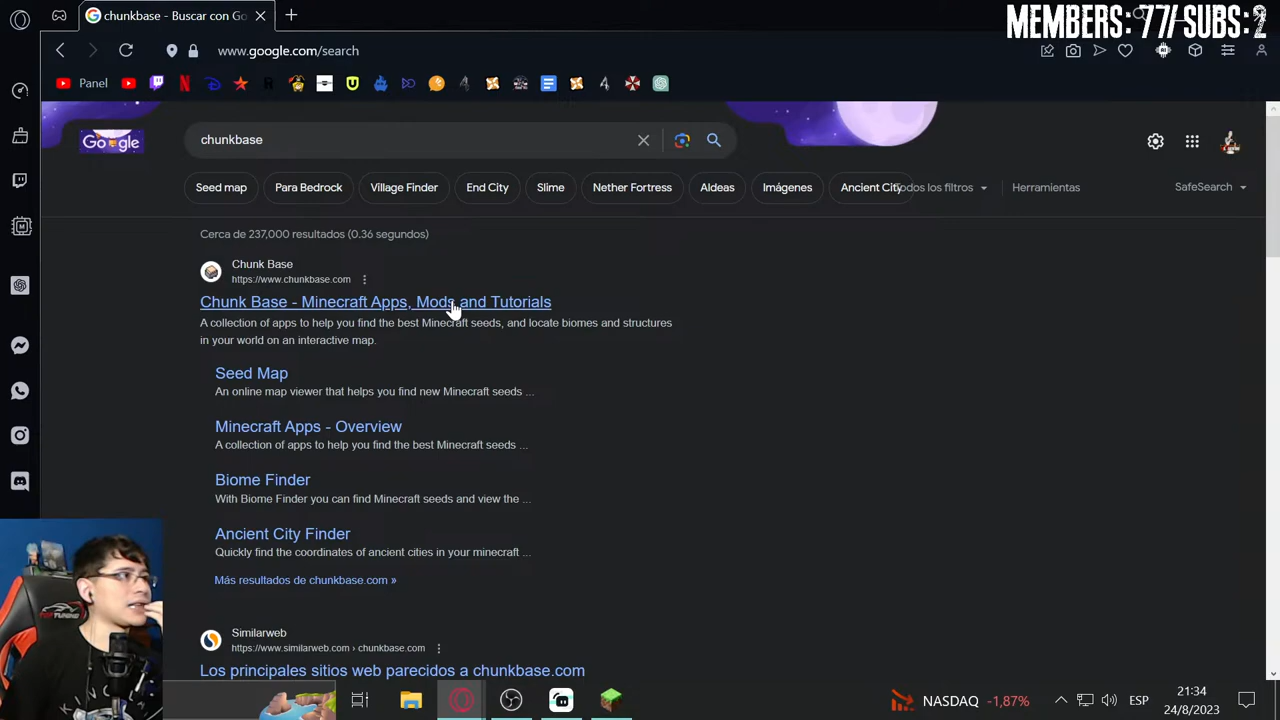 chunkbase - Buscar con Go
MEMBERS: 77/ SUBS: 2
www.google.com/search
Panel
Google
chunkbase
Seed map
Para Bedrock
Village Finder
End City
Slime
Nether Fortress
Aldeas
Imágenes
Ancient City
Todos los filtros
Herramientas
SafeSearch
Cerca de 237,000 resultados (0.36 segundos)
Chunk Base
https://www.chunkbase.com
Chunk Base - Minecraft Apps, Mods and Tutorials
A collection of apps to help you find the best Minecraft seeds, and locate biomes and structures
in your world on an interactive map.
Seed Map
An online map viewer that helps you find new Minecraft seeds ...
Minecraft Apps - Overview
A collection of apps to help you find the best Minecraft seeds ...
Biome Finder
With Biome Finder you can find Minecraft seeds and view the ...
Ancient City Finder
Quickly find the coordinates of ancient cities in your minecraft ...
Más resultados de chunkbase.com »
Similarweb
https://www.similarweb.com › chunkbase.com
Los principales sitios web parecidos a chunkbase.com
NASDAQ -1,87%
ESP
21:34
24/8/2023